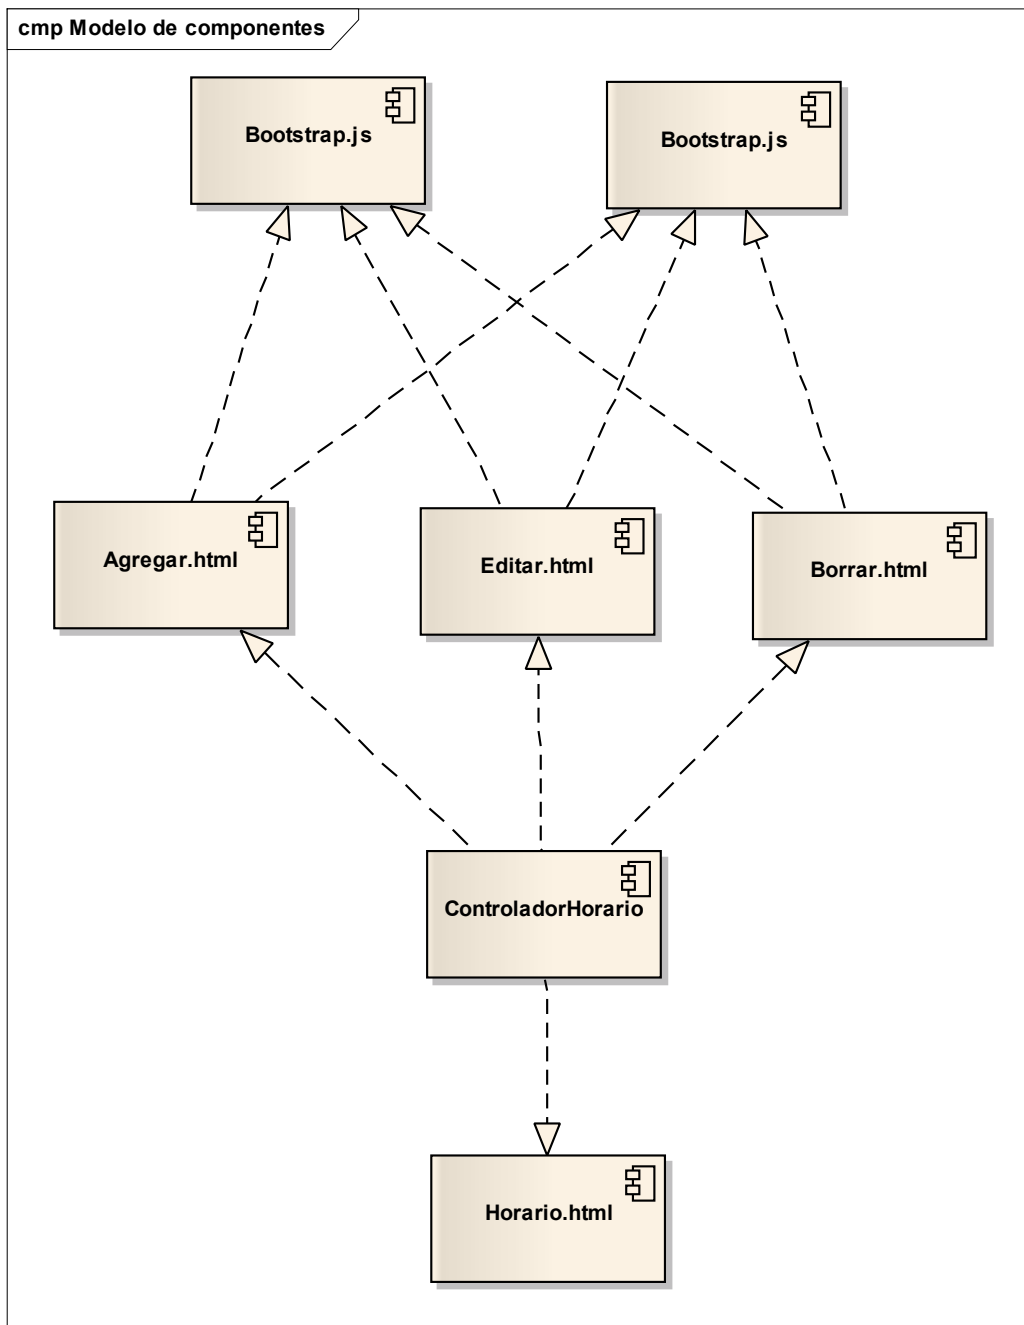 cmp Modelo de componentes
Bootstrap.js
Bootstrap.js
Agregar.html
Editar.html
Borrar.html
ControladorHorario
Horario.html